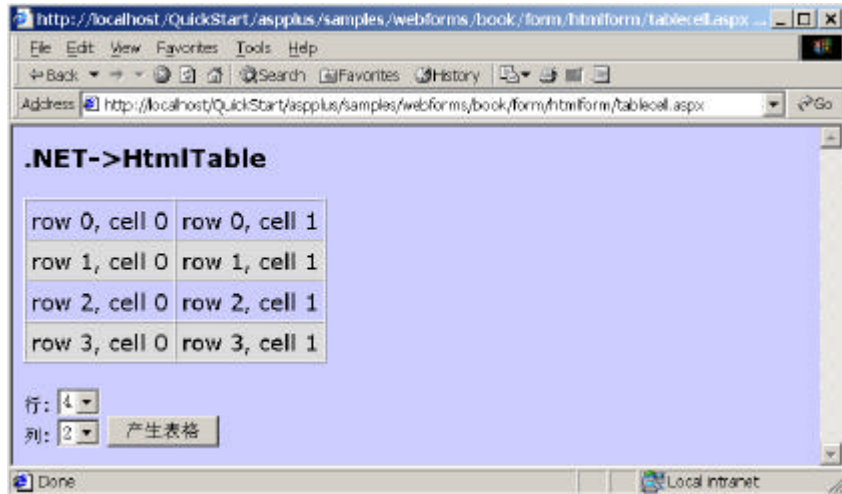 http://localhost/QuickStart/aspplus/samples/webforms/book/form/htmlform/tablecell.aspx ...
File Edit View Favorites Tools Help
Back Search Favorites History
Address http://localhost/QuickStart/aspplus/samples/webforms/book/form/htmlform/tablecell.aspx Go
.NET->HtmlTable
row 0, cell 0 row 0, cell 1
row 1, cell 0 row 1, cell 1
row 2, cell 0 row 2, cell 1
row 3, cell 0 row 3, cell 1
行: 4
列: 2 产生表格
Done Local intranet